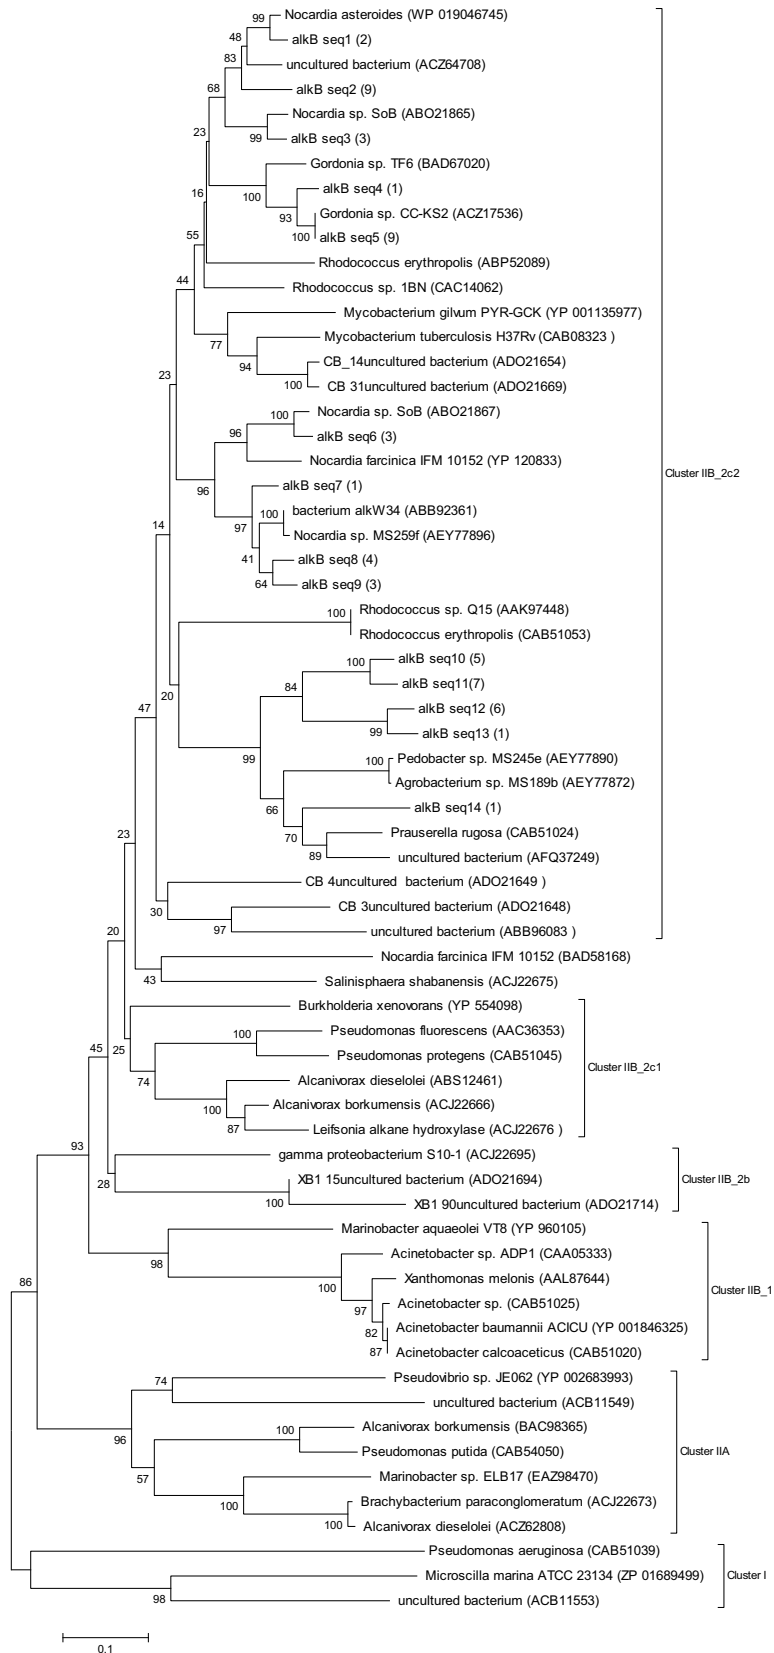 Nocardia asteroides (WP 019046745)
99
alkB seq1 (2)
48
uncultured bacterium (ACZ64708)
83
alkB seq2 (9)
68
Nocardia sp. SoB (ABO21865)
99
alkB seq3 (3)
23
Gordonia sp. TF6 (BAD67020)
100
alkB seq4 (1)
16
93
Gordonia sp. CC-KS2 (ACZ17536)
100
alkB seq5 (9)
55
Rhodococcus erythropolis (ABP52089)
44
Rhodococcus sp. 1BN (CAC14062)
Mycobacterium gilvum PYR-GCK (YP 001135977)
77
Mycobacterium tuberculosis H37Rv (CAB08323 )
94
CB_14uncultured bacterium (ADO21654)
100
CB 31uncultured bacterium (ADO21669)
23
Nocardia sp. SoB (ABO21867)
100
alkB seq6 (3)
96
Nocardia farcinica IFM 10152 (YP 120833)
Cluster IIB_2c2
96
alkB seq7 (1)
97
bacterium alkW34 (ABB92361)
100
Nocardia sp. MS259f (AEY77896)
14
41
alkB seq8 (4)
64
alkB seq9 (3)
Rhodococcus sp. Q15 (AAK97448)
100
Rhodococcus erythropolis (CAB51053)
alkB seq10 (5)
100
alkB seq11(7)
84
20
alkB seq12 (6)
47
99
alkB seq13 (1)
99
Pedobacter sp. MS245e (AEY77890)
100
Agrobacterium sp. MS189b (AEY77872)
66
alkB seq14 (1)
70
Prauserella rugosa (CAB51024)
23
89
uncultured bacterium (AFQ37249)
CB 4uncultured  bacterium (ADO21649 )
30
CB 3uncultured bacterium (ADO21648)
97
uncultured bacterium (ABB96083 )
20
Nocardia farcinica IFM 10152 (BAD58168)
43
Salinisphaera shabanensis (ACJ22675)
Burkholderia xenovorans (YP 554098)
Pseudomonas fluorescens (AAC36353)
100
45
25
Pseudomonas protegens (CAB51045)
Cluster IIB_2c1
74
Alcanivorax dieselolei (ABS12461)
100
Alcanivorax borkumensis (ACJ22666)
87
Leifsonia alkane hydroxylase (ACJ22676 )
93
gamma proteobacterium S10-1 (ACJ22695)
28
XB1 15uncultured bacterium (ADO21694)
Cluster IIB_2b
100
XB1 90uncultured bacterium (ADO21714)
Marinobacter aquaeolei VT8 (YP 960105)
98
Acinetobacter sp. ADP1 (CAA05333)
86
100
Xanthomonas melonis (AAL87644)
Cluster IIB_1
97
Acinetobacter sp. (CAB51025)
82
Acinetobacter baumannii ACICU (YP 001846325)
87
Acinetobacter calcoaceticus (CAB51020)
Pseudovibrio sp. JE062 (YP 002683993)
74
uncultured bacterium (ACB11549)
96
Alcanivorax borkumensis (BAC98365)
100
Pseudomonas putida (CAB54050)
Cluster IIA
57
Marinobacter sp. ELB17 (EAZ98470)
100
Brachybacterium paraconglomeratum (ACJ22673)
100
Alcanivorax dieselolei (ACZ62808)
Pseudomonas aeruginosa (CAB51039)
Microscilla marina ATCC 23134 (ZP 01689499)
Cluster I
98
uncultured bacterium (ACB11553)
0.1